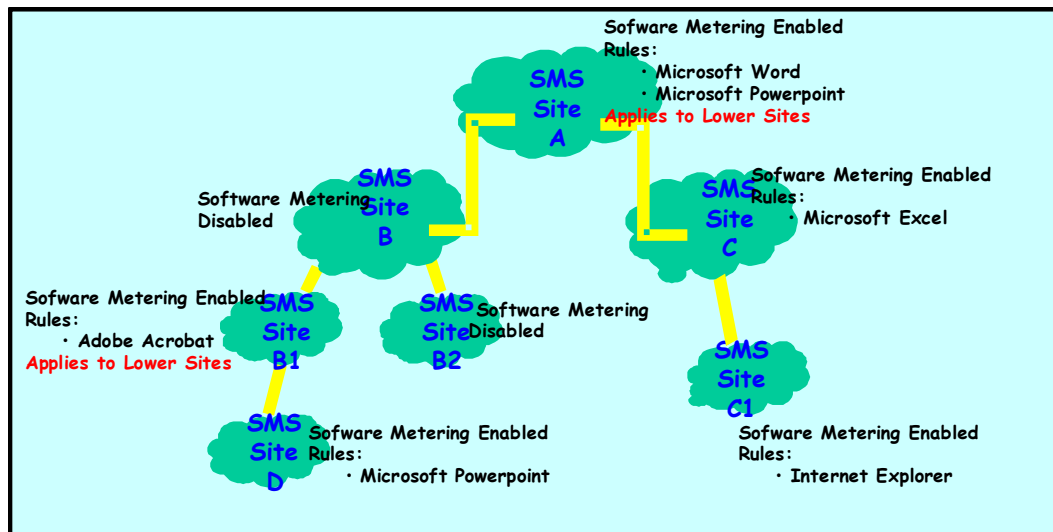 Sofware Metering Enabled
Rules:
· Microsoft Word
· Microsoft Powerpoint
Applies to Lower Sites
SMS
Site
A
SMS
Site
B
Software Metering
Disabled
SMS
Site
C
Sofware Metering Enabled
Rules:
· Microsoft Excel
Sofware Metering Enabled
Rules:
· Adobe Acrobat
Applies to Lower Sites
SMS
Site
B1
SMS
Site
B2
Software Metering
Disabled
SMS
Site
C1
SMS
Site
D
Sofware Metering Enabled
Rules:
· Microsoft Powerpoint
Sofware Metering Enabled
Rules:
· Internet Explorer